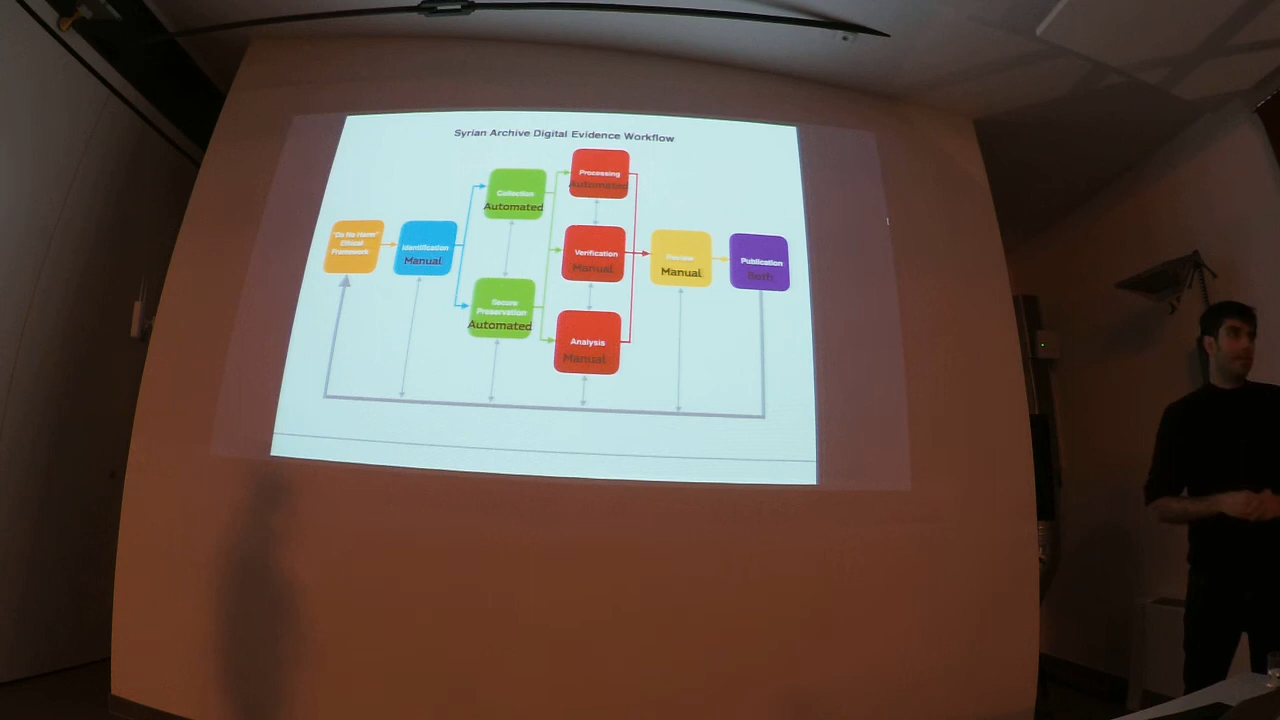 Syrian Archive Digital Evidence Workflow
"Do No Harm"
Ethical
Framework
Identification
Manual
Collection
Automated
Secure
Preservation
Automated
Processing
Automated
Verification
Manual
Analysis
Manual
Review
Manual
Publication
Both